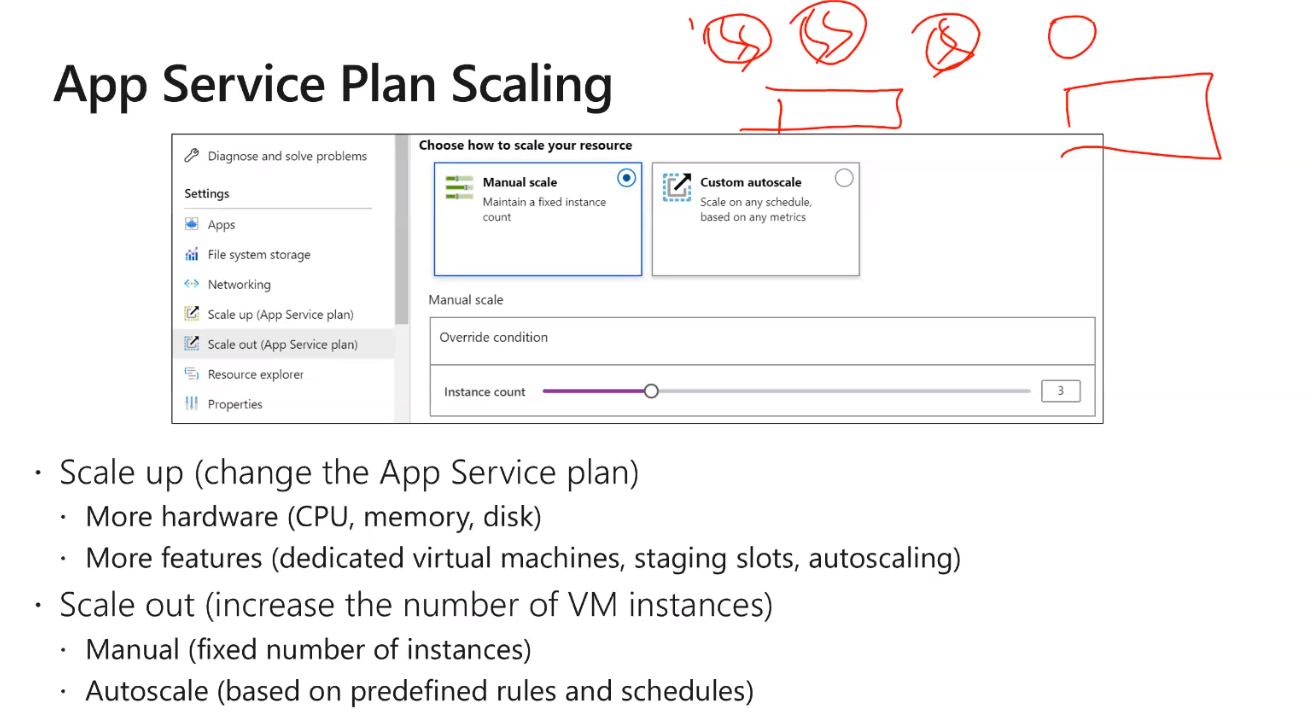 App Service Plan Scaling
Diagnose and solve problems
Settings
Apps
File system storage
Networking
Scale up (App Service plan)
Scale out (App Service plan)
Resource explorer
Properties
Choose how to scale your resource
Manual scale
Maintain a fixed instance
count
Custom autoscale
Scale on any schedule,
based on any metrics
Manual scale
Override condition
Instance count 3
· Scale up (change the App Service plan)
· More hardware (CPU, memory, disk)
· More features (dedicated virtual machines, staging slots, autoscaling)
· Scale out (increase the number of VM instances)
· Manual (fixed number of instances)
· Autoscale (based on predefined rules and schedules)